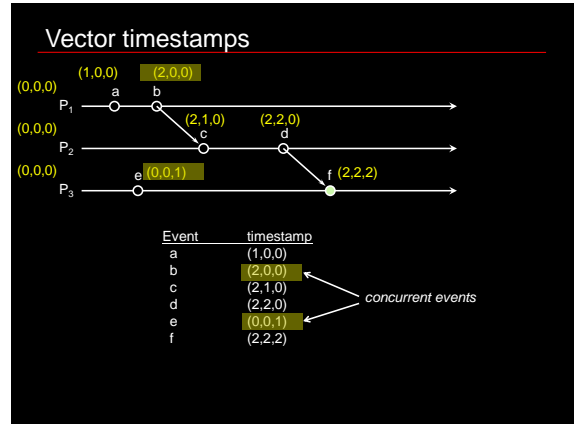 Vector timestamps
(1,0,0) (2,0,0)
(0,0,0) a b
P1
(2,1,0) (2,2,0)
(0,0,0) c d
P2
(0,0,0) e (0,0,1) f (2,2,2)
P3
Event timestamp
a (1,0,0)
b (2,0,0)
c (2,1,0)
d (2,2,0)
concurrent events
e (0,0,1)
f (2,2,2)